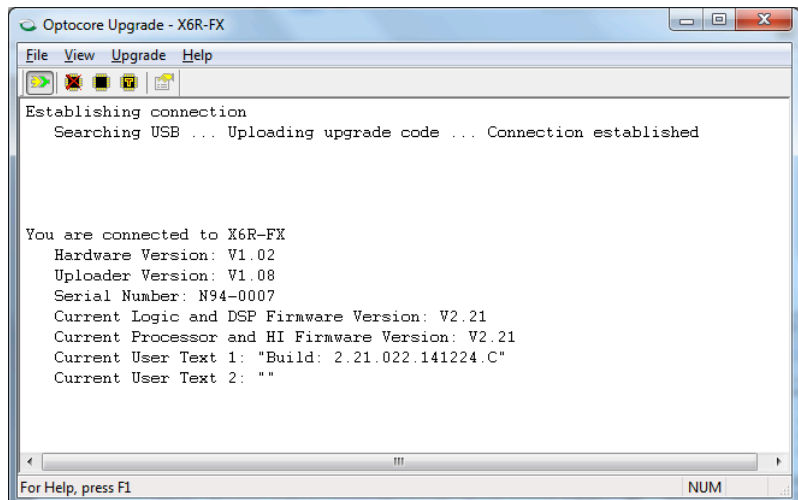 Optocore Upgrade - X6R-FX
File View Upgrade Help
Establishing connection
Searching USB ... Uploading upgrade code ... Connection established
You are connected to X6R-FX
Hardware Version: V1.02
Uploader Version: V1.08
Serial Number: N94-0007
Current Logic and DSP Firmware Version: V2.21
Current Processor and HI Firmware Version: V2.21
Current User Text 1: "Build: 2.21.022.141224.C"
Current User Text 2: ""
For Help, press F1 NUM